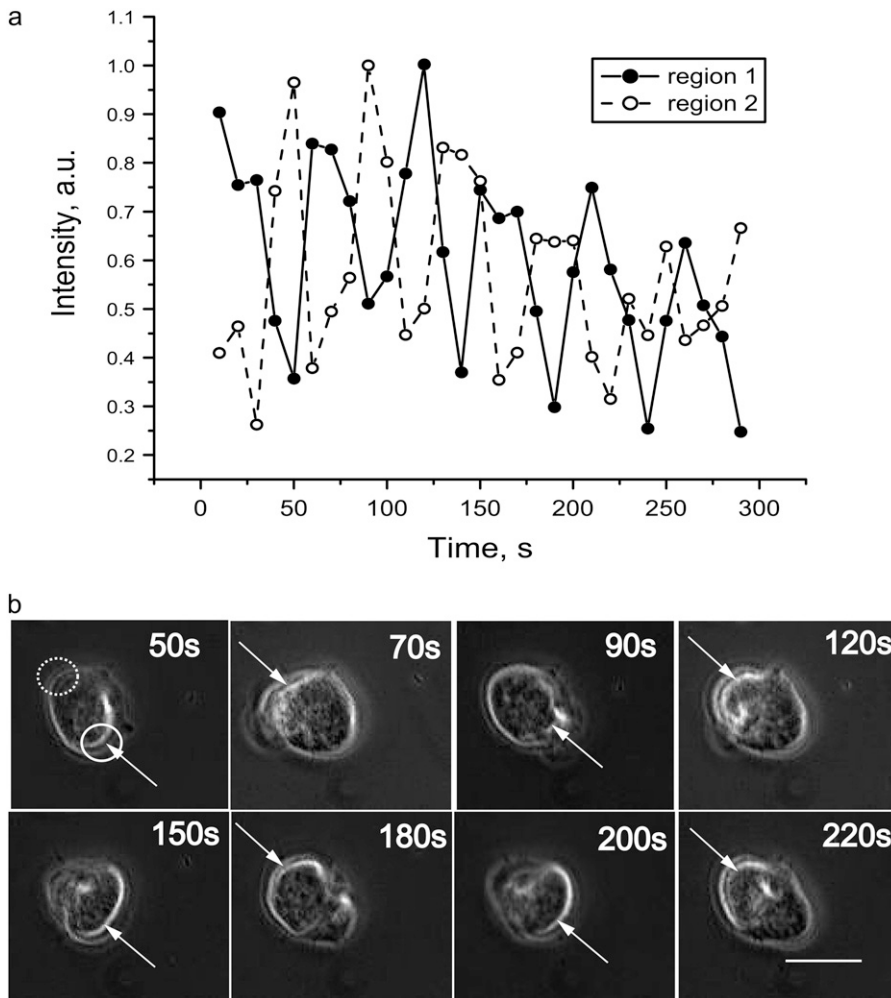 a
1.1
1.0
0.9
0.8
0.7
0.6
0.5
0.4
0.3
0.2
Intensity, a.u.
region 1
region 2
0 50 100 150 200 250 300
Time, s
b
50s 70s 90s 120s
150s 180s 200s 220s